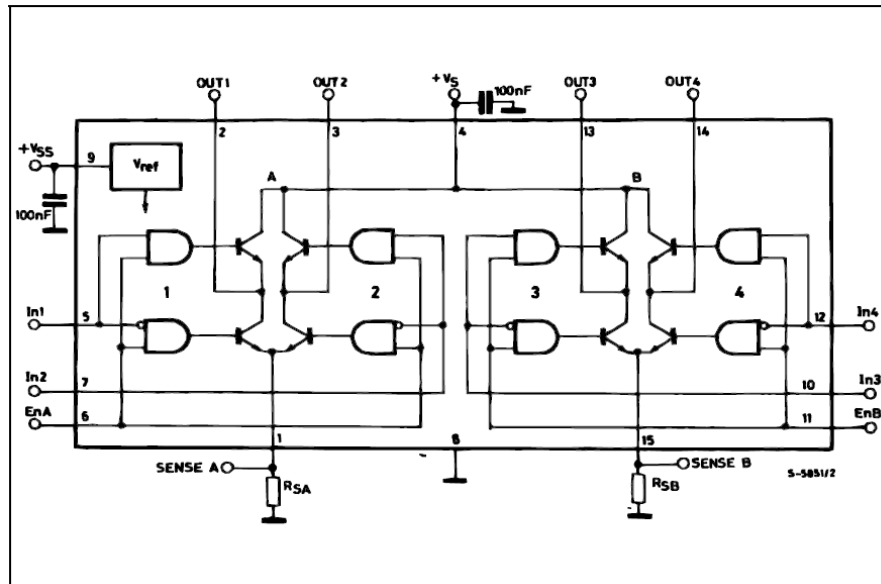 OUT1
OUT2
+VS
100nF
OUT3
OUT4
2
3
4
13
14
+VSS
9
Vref
A
B
100nF
1
2
3
4
In1
5
12
In4
In2
7
10
In3
EnA
6
11
EnB
1
8
15
SENSE A
RSA
SENSE B
RSB
S-5851/2